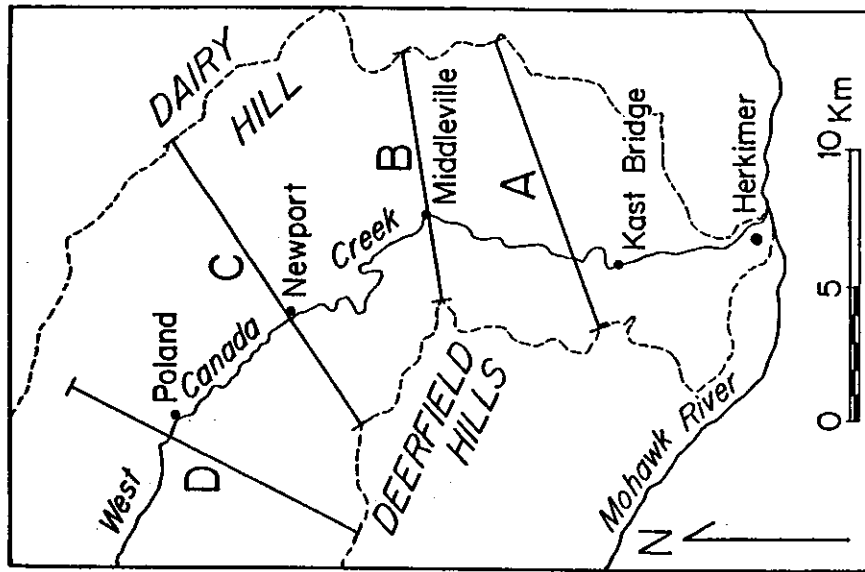 DAIRY
HILL
C
Newport
Poland
Canada
Creek
West
D
B
Middleville
A
DEERFIELD
HILLS
Kast Bridge
Herkimer
Mohawk River
N
0 5 10 Km